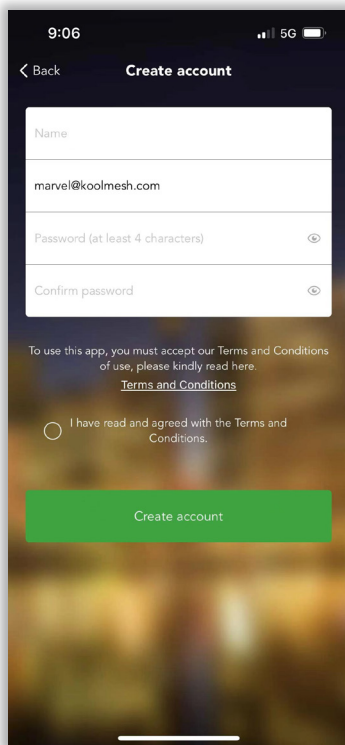 9:06
5G
Back
Create account
Name
marvel@koolmesh.com
Password (at least 4 characters)
Confirm password
To use this app, you must accept our Terms and Conditions
of use, please kindly read here.
Terms and Conditions
I have read and agreed with the Terms and
Conditions.
Create account